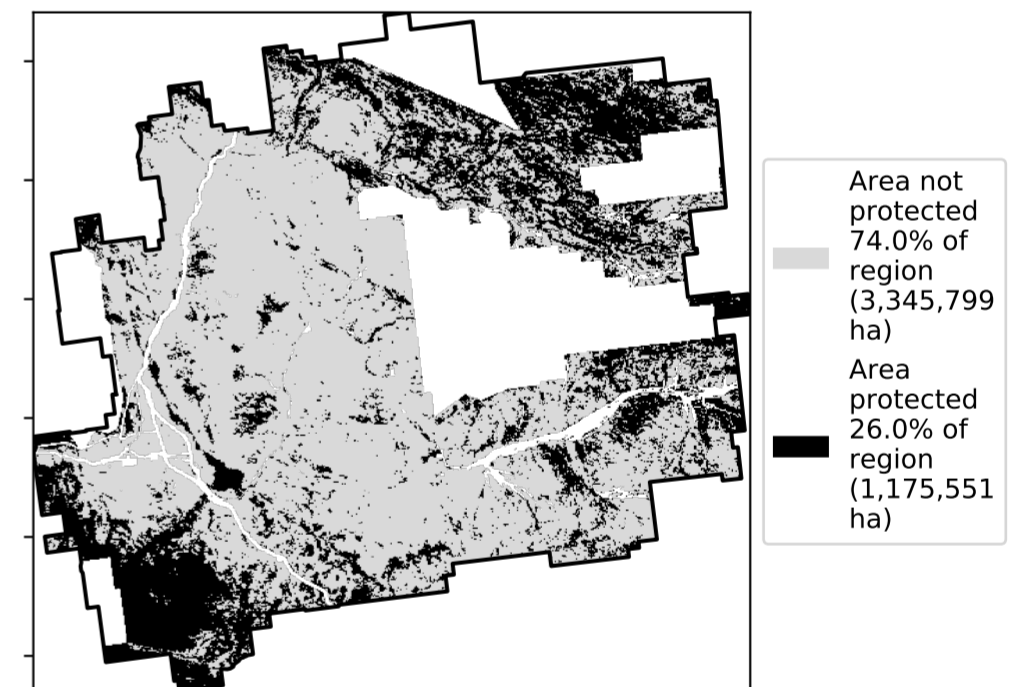 Area not
protected
74.0% of
region
(3,345,799
ha)
Area
protected
26.0% of
region
(1,175,551
ha)